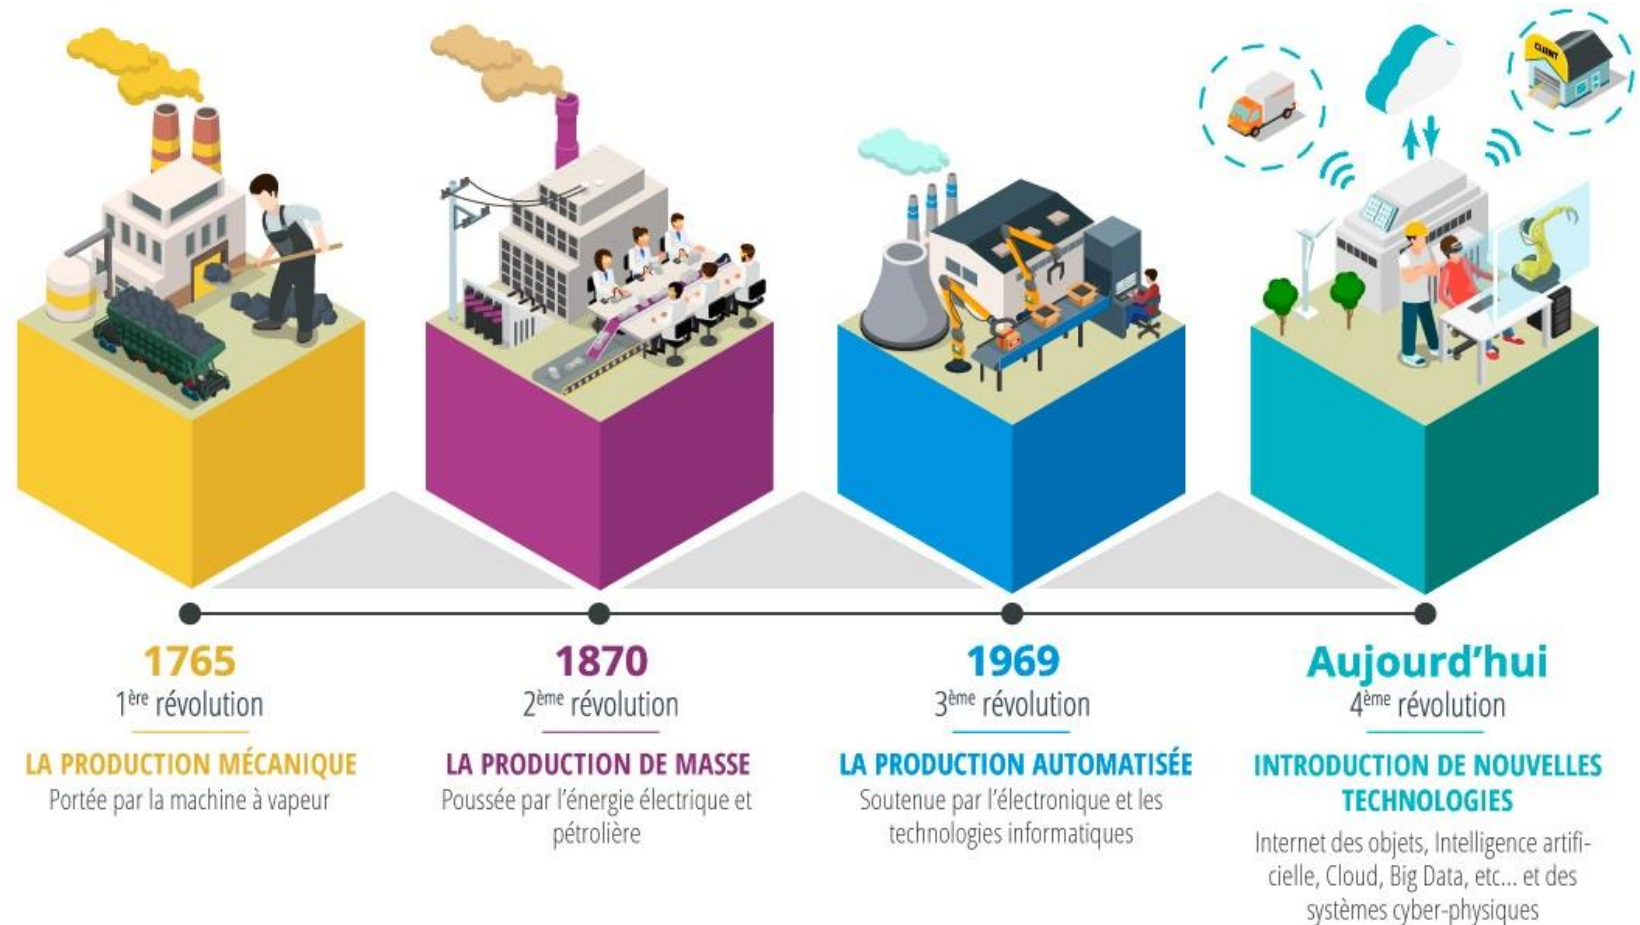 CLIENT
1765
1ère révolution
LA PRODUCTION MÉCANIQUE
Portée par la machine à vapeur
1870
2ème révolution
LA PRODUCTION DE MASSE
Poussée par l'énergie électrique et
pétrolière
1969
3ème révolution
LA PRODUCTION AUTOMATISÉE
Soutenue par l'électronique et les
technologies informatiques
Aujourd'hui
4ème révolution
INTRODUCTION DE NOUVELLES
TECHNOLOGIES
Internet des objets, Intelligence artifi-
cielle, Cloud, Big Data, etc... et des
systèmes cyber-physiques